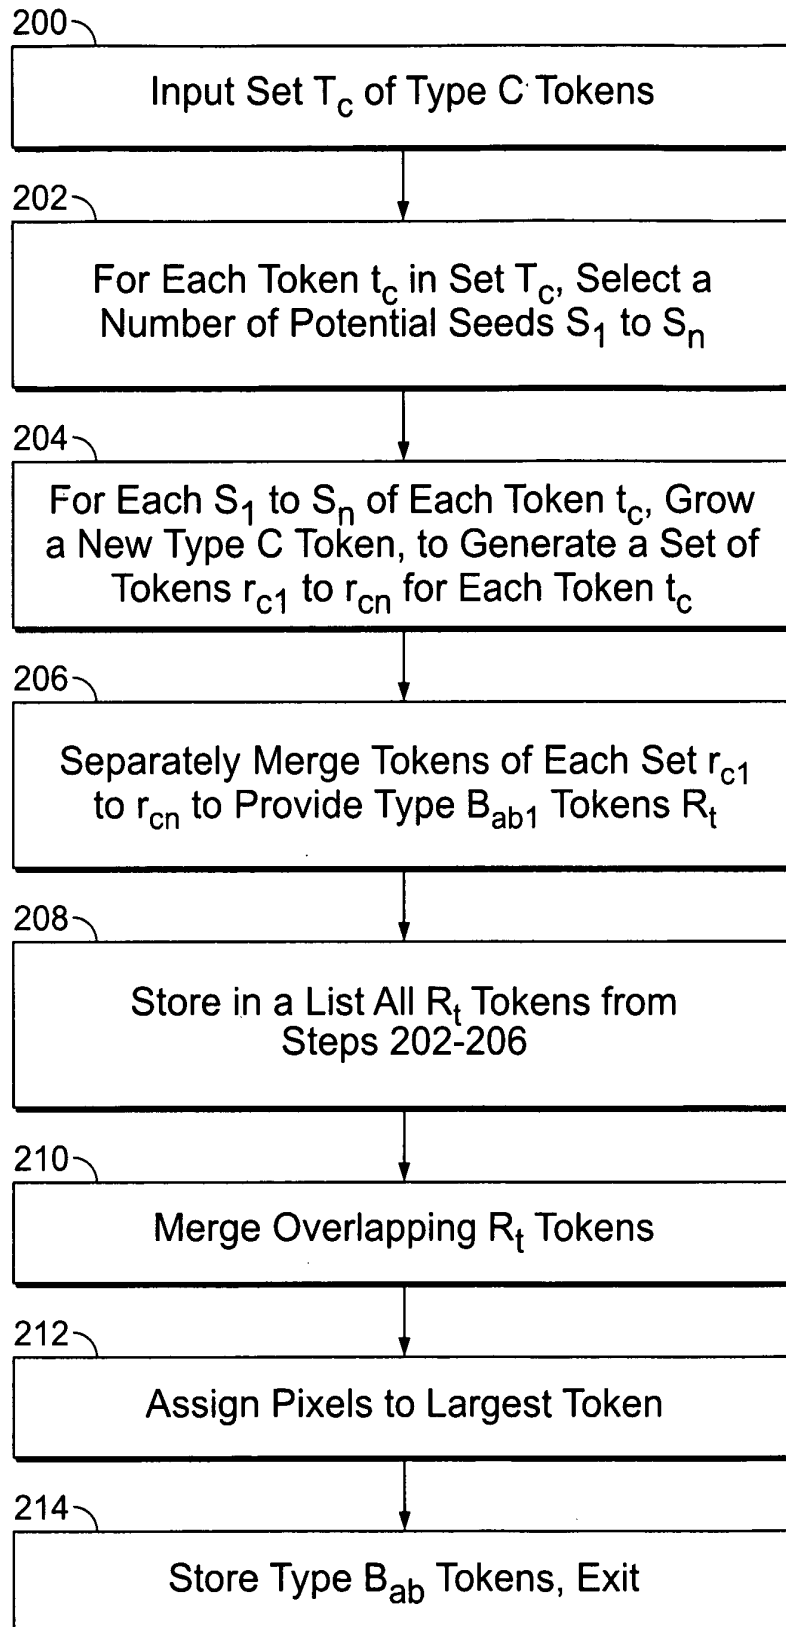 200
Input Set Tc of Type C Tokens
202
For Each Token tc in Set Tc, Select a
Number of Potential Seeds S1 to Sn
204
For Each S1 to Sn of Each Token tc, Grow
a New Type C Token, to Generate a Set of
Tokens rc1 to rcn for Each Token tc
206
Separately Merge Tokens of Each Set rc1
to rcn to Provide Type Bab1 Tokens Rt
208
Store in a List All Rt Tokens from
Steps 202-206
210
Merge Overlapping Rt Tokens
212
Assign Pixels to Largest Token
214
Store Type Bab Tokens, Exit